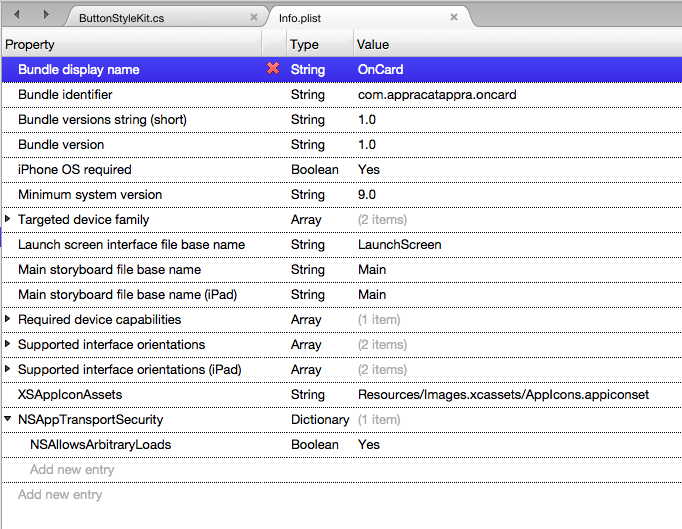 ButtonStyleKit.cs Info.plist
Property Type Value
Bundle display name String OnCard
Bundle identifier String com.appracatappra.oncard
Bundle versions string (short) String 1.0
Bundle version String 1.0
iPhone OS required Boolean Yes
Minimum system version String 9.0
Targeted device family Array (2 items)
Launch screen interface file base name String LaunchScreen
Main storyboard file base name String Main
Main storyboard file base name (iPad) String Main
Required device capabilities Array (1 item)
Supported interface orientations Array (2 items)
Supported interface orientations (iPad) Array (2 items)
XSAppIconAssets String Resources/Images.xcassets/AppIcons.appiconset
NSAppTransportSecurity Dictionary (1 item)
NSAllowsArbitraryLoads Boolean Yes
Add new entry
Add new entry